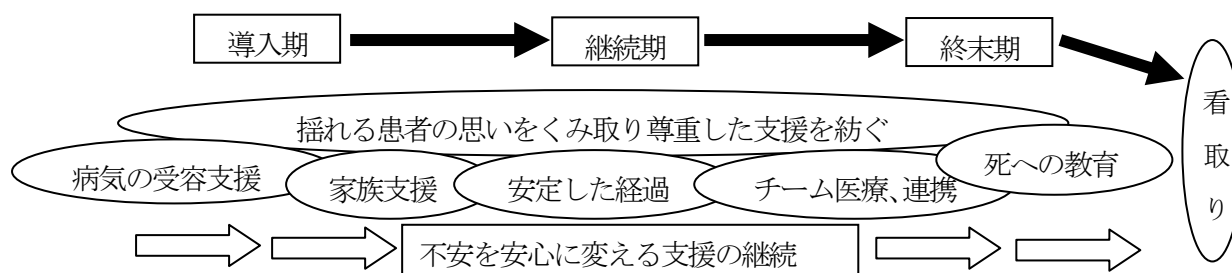 導入期
継続期
終末期
看取り
揺れる患者の思いをくみ取り尊重した支援を紡ぐ
病気の受容支援
家族支援
安定した経過
チーム医療、連携
死への教育
不安を安心に変える支援の継続